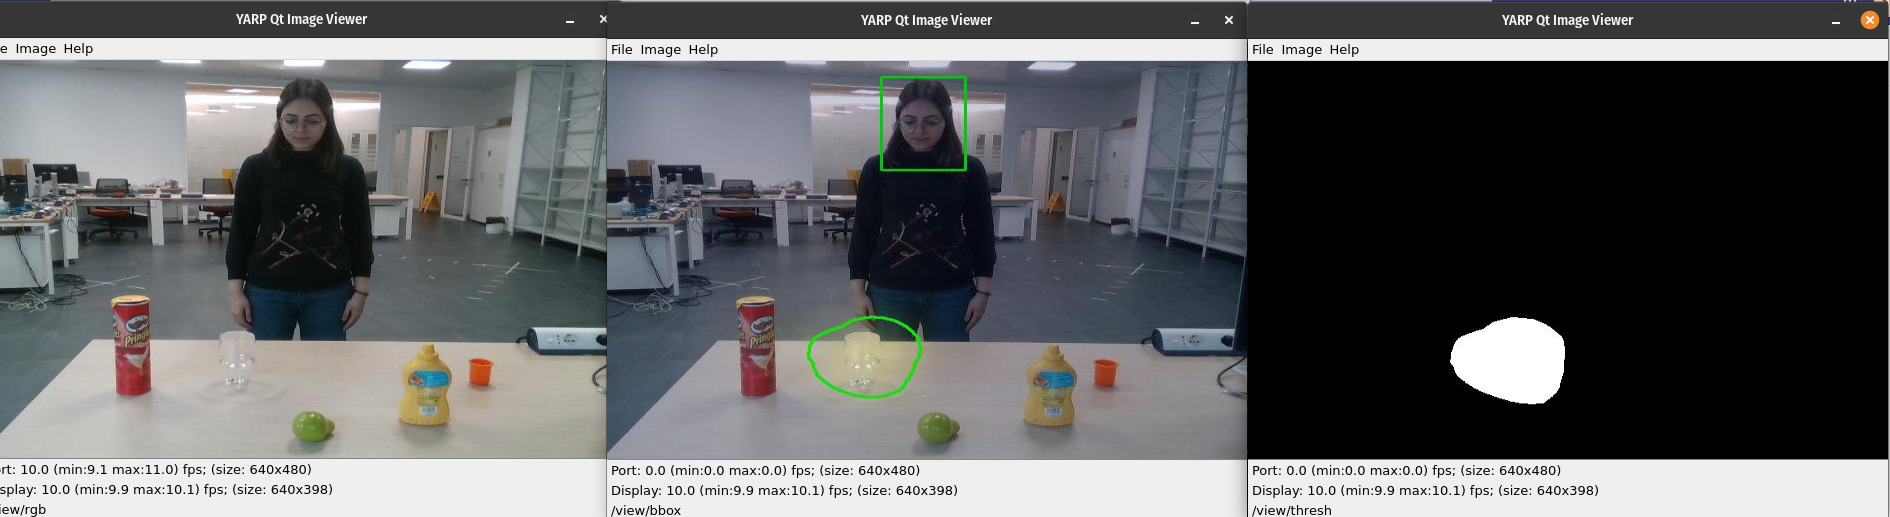 YARP Qt Image Viewer
e Image Help
Pringles
rt: 10.0 (min:9.1 max:11.0) fps; (size: 640x480)
splay: 10.0 (min:9.9 max:10.1) fps; (size: 640x398)
iew/rgb
YARP Qt Image Viewer
File Image Help
Pringles
Port: 0.0 (min:0.0 max:0.0) fps; (size: 640x480)
Display: 10.0 (min:9.9 max:10.1) fps; (size: 640x398)
/view/bbox
YARP Qt Image Viewer
File Image Help
Port: 0.0 (min:0.0 max:0.0) fps; (size: 640x480)
Display: 10.0 (min:9.9 max:10.1) fps; (size: 640x398)
/view/thresh